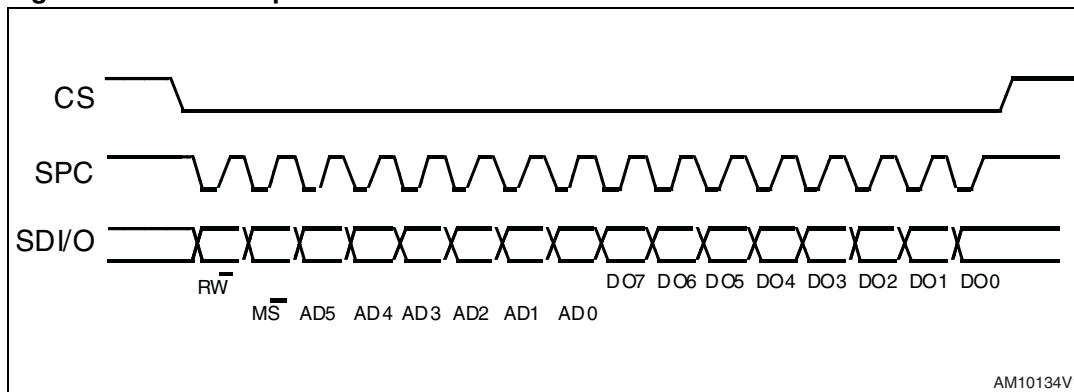 CS
SPC
SDI/O
RW
DO7 DO6 DO5 DO4 DO3 DO2 DO1 DO0
MS AD5 AD4 AD3 AD2 AD1 AD0
AM10134V